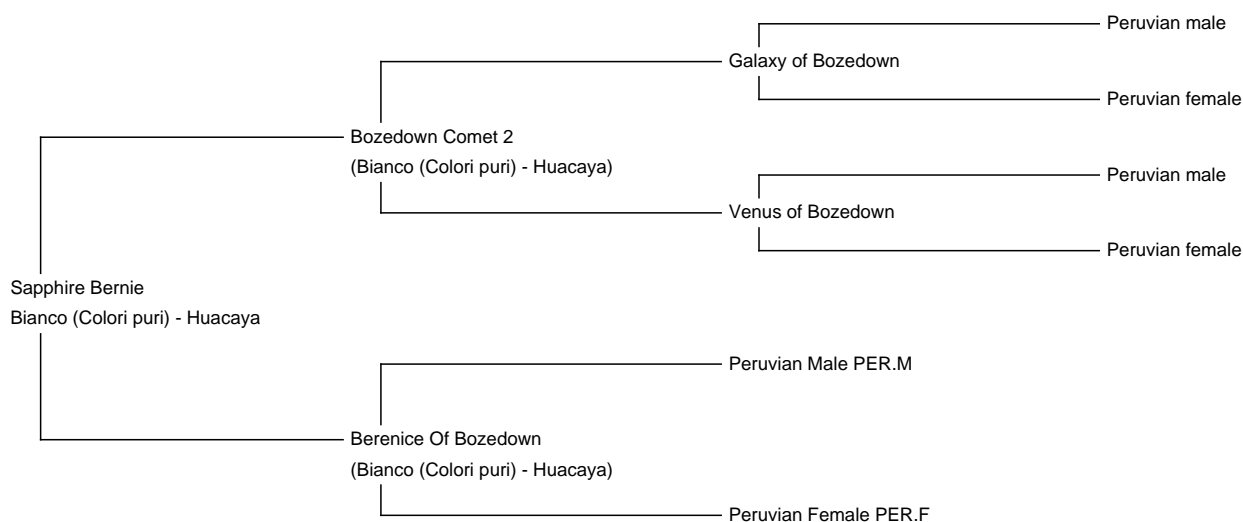 Peruvian male
Galaxy of Bozedown
Peruvian female
Bozedown Comet 2
(Bianco (Colori puri) - Huacaya)
Peruvian male
Venus of Bozedown
Peruvian female
Sapphire Bernie
Bianco (Colori puri) - Huacaya
Peruvian Male PER.M
Berenice Of Bozedown
(Bianco (Colori puri) - Huacaya)
Peruvian Female PER.F